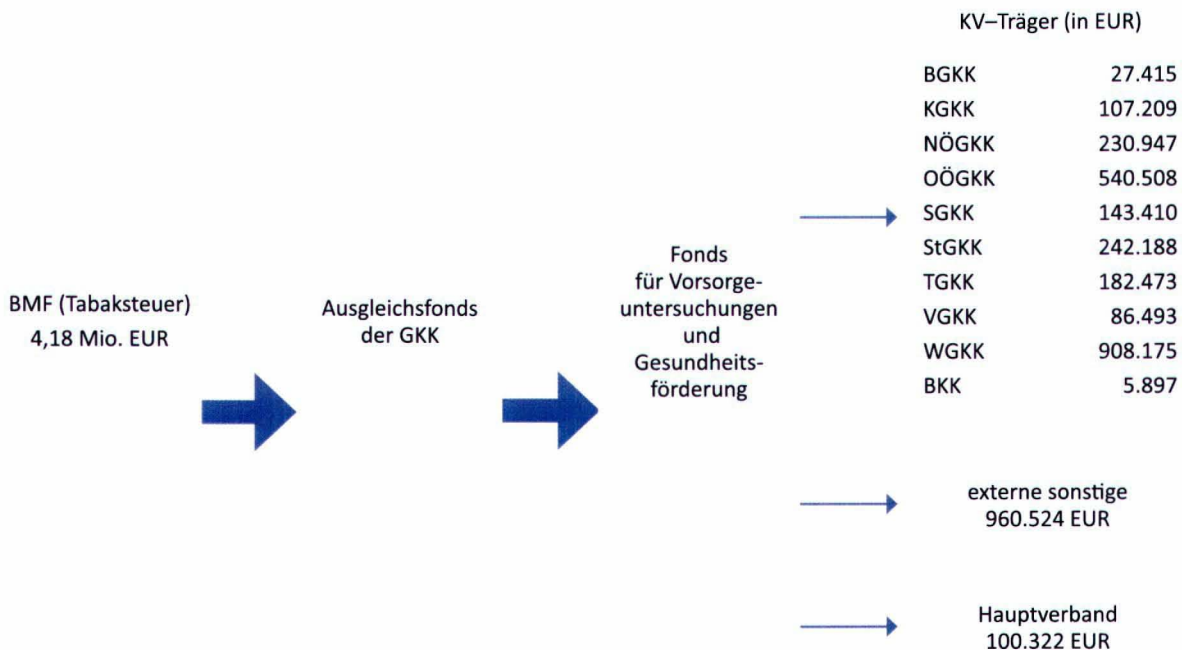 BMF (Tabaksteuer)
4,18 Mio. EUR
Ausgleichsfonds
der GKK
Fonds
für Vorsorge-
untersuchungen
und
Gesundheits-
förderung
KV–Träger (in EUR)
BGKK 27.415
KGKK 107.209
NÖGKK 230.947
OÖGKK 540.508
SGKK 143.410
StGKK 242.188
TGKK 182.473
VGKK 86.493
WGKK 908.175
BKK 5.897
externe sonstige
960.524 EUR
Hauptverband
100.322 EUR